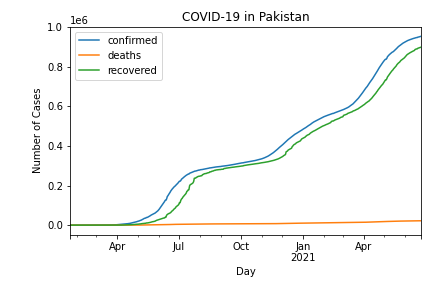 COVID-19 in Pakistan
1e6
confirmed
deaths
recovered
Number of Cases
1.0
0.8
0.6
0.4
0.2
0.0
Apr
Jul
Oct
Jan
2021
Apr
Day